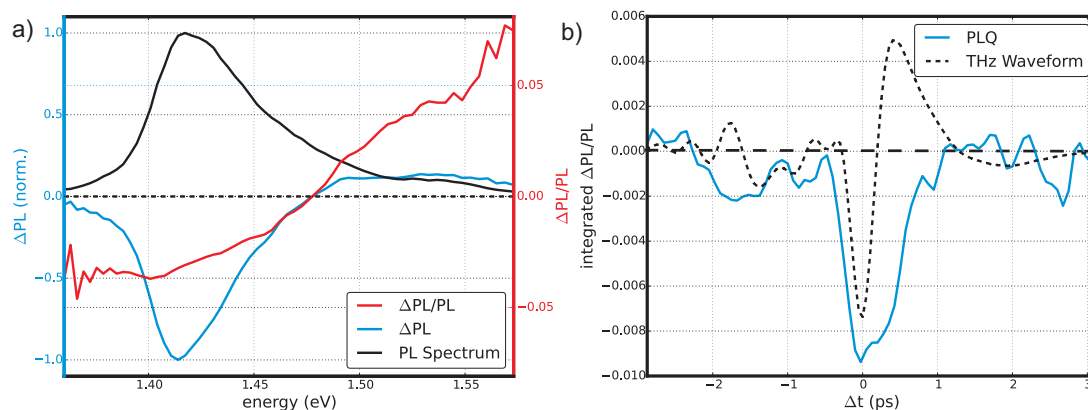 a)
ΔPL (norm.)
1.0
0.5
0.0
−0.5
−1.0
1.40
1.45
1.50
1.55
energy (eV)
0.05
0.00
−0.05
ΔPL/PL
ΔPL/PL
ΔPL
PL Spectrum
b)
integrated ΔPL/PL
0.006
0.004
0.002
0.000
−0.002
−0.004
−0.006
−0.008
−0.010
−2
−1
0
1
2
3
Δt (ps)
PLQ
THz Waveform